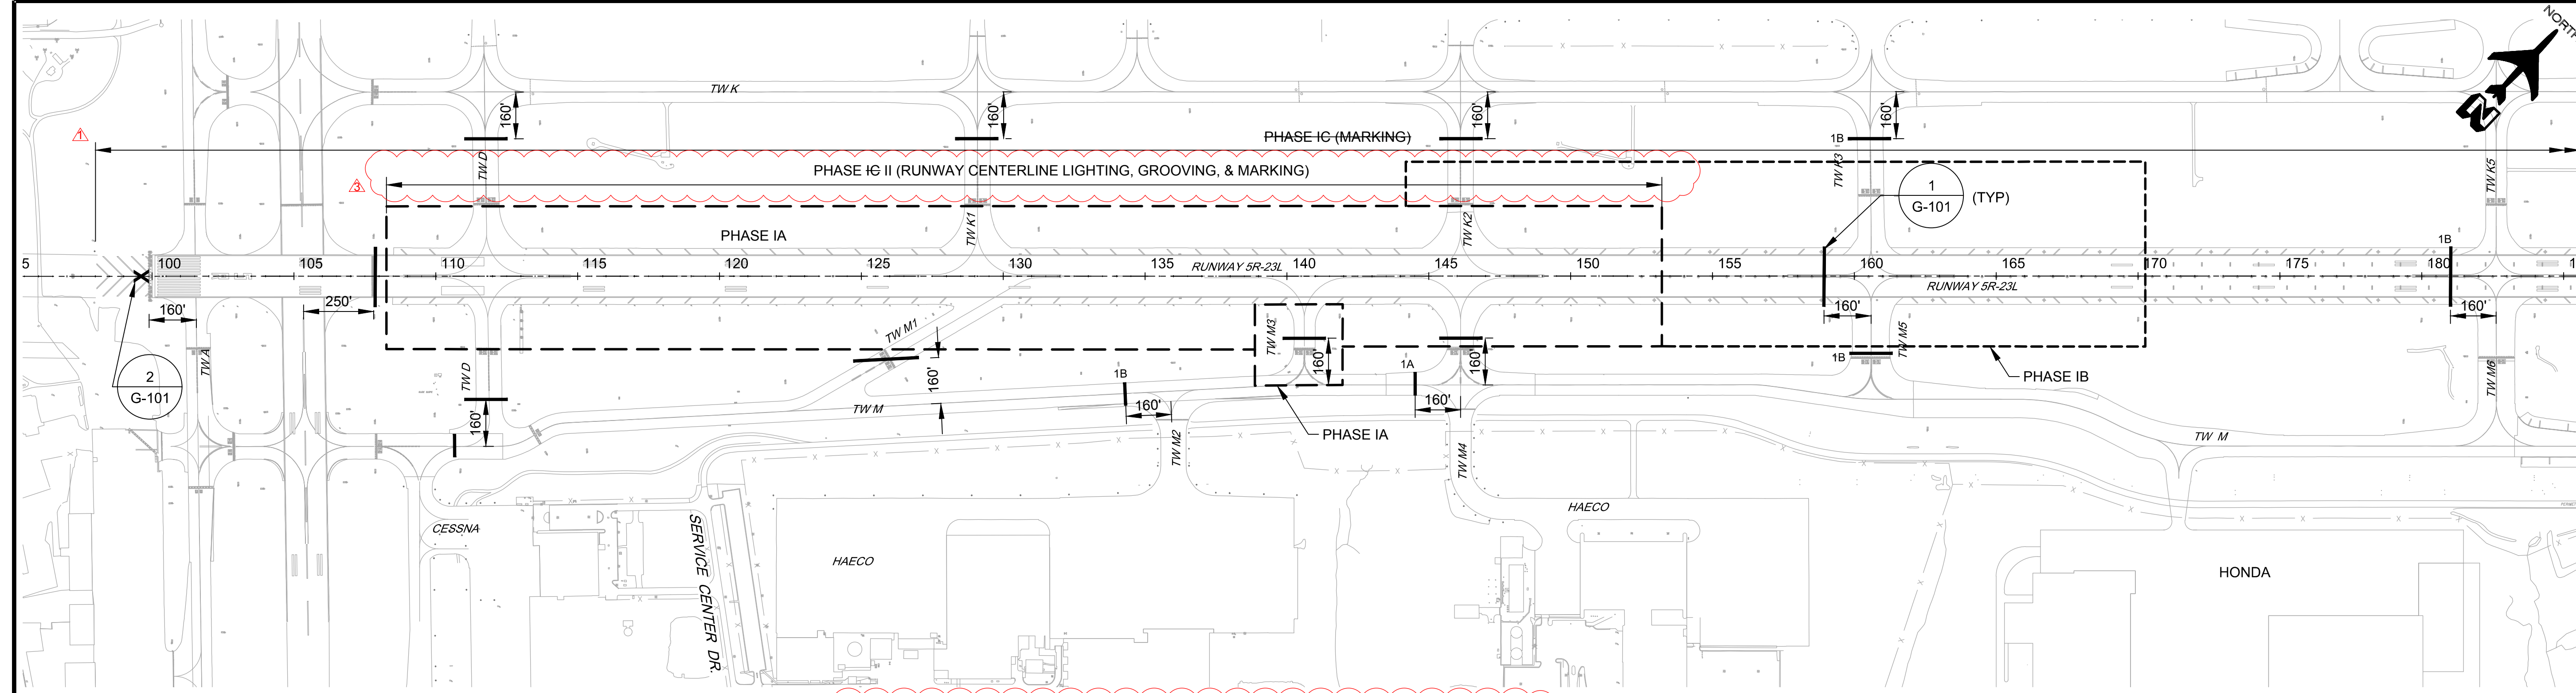 NORTH
TW K
160'
160'
160'
160'
1B
PHASE IC (MARKING)
1
3
PHASE IC II (RUNWAY CENTERLINE LIGHTING, GROOVING, & MARKING)
TW D
TW K1
TW K2
TW K3
TW K5
1
G-101
(TYP)
PHASE IA
1B
5
100
105
110
115
120
125
130
135
140
145
150
155
160
165
170
175
180
RUNWAY 5R-23L
RUNWAY 5R-23L
160'
250'
160'
160'
TW A
TW M1
TW M3
TW M5
TW M6
160'
160'
160'
1B
2
G-101
TW D
160'
1B
1A
160'
160'
TW M
PHASE IB
PHASE IA
TW M2
TW M4
TW M
CESSNA
SERVICE CENTER DR.
HAECO
HAECO
HONDA